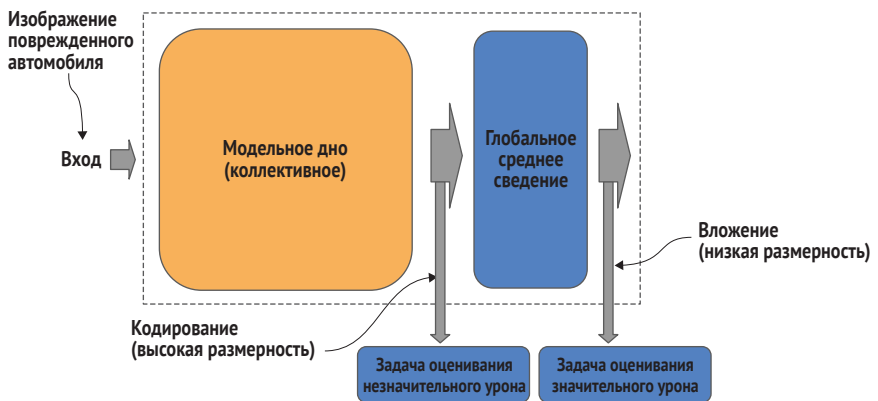 Изображение
поврежденного
автомобиля
Вход
Модельное дно
(коллективное)
Глобальное
среднее
сведение
Вложение
(низкая размерность)
Кодирование
(высокая размерность)
Задача оценивания
незначительного урона
Задача оценивания
значительного урона